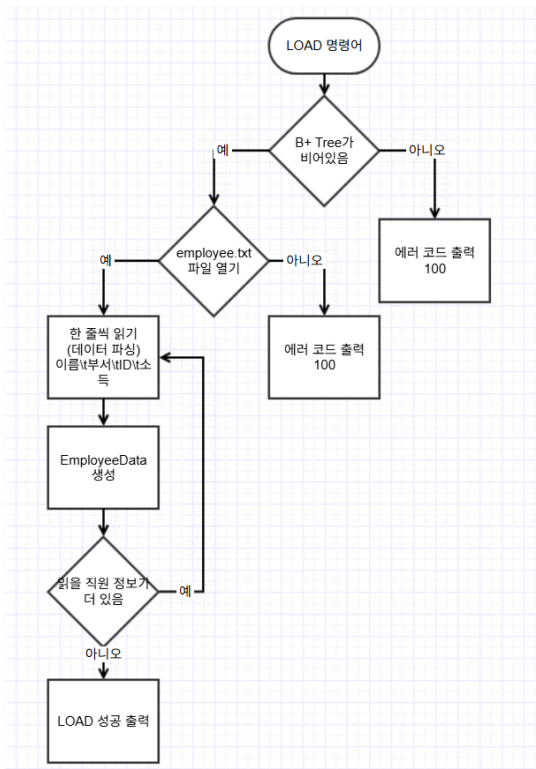 LOAD 명령어
B+ Tree가
비어있음
예
아니오
employee.txt
파일 열기
에러 코드 출력
100
예
아니오
한 줄씩 읽기
(데이터 파싱)
이름\t부서\tID\t소
득
에러 코드 출력
100
EmployeeData
생성
읽을 직원 정보가
더 있음
예
아니오
LOAD 성공 출력